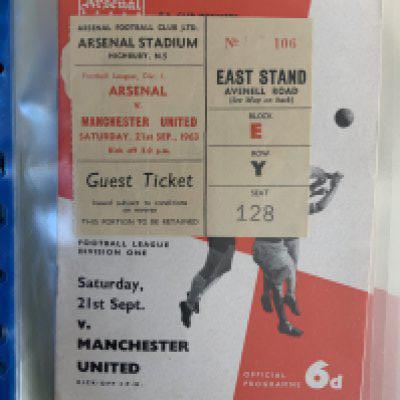 Arsenal
ARSENAL FOOTBALL CLUB LTD.
ARSENAL STADIUM
HIGHBURY, N.5
Football League, Div. 1.
ARSENAL
v.
MANCHESTER UNITED
SATURDAY, 21st SEP., 1963
Kick off 3.0 p.m.
Guest Ticket
Issued subject to conditions
on reverse
THIS PORTION TO BE RETAINED
No 106
EAST STAND
AVENELL ROAD
(See Map on back)
BLOCK
E
ROW
Y
SEAT
128
FOOTBALL LEAGUE
DIVISION ONE
Saturday,
21st Sept.
v.
MANCHESTER
UNITED
KICK-OFF 3 P.M.
OFFICIAL
PROGRAMME
6d